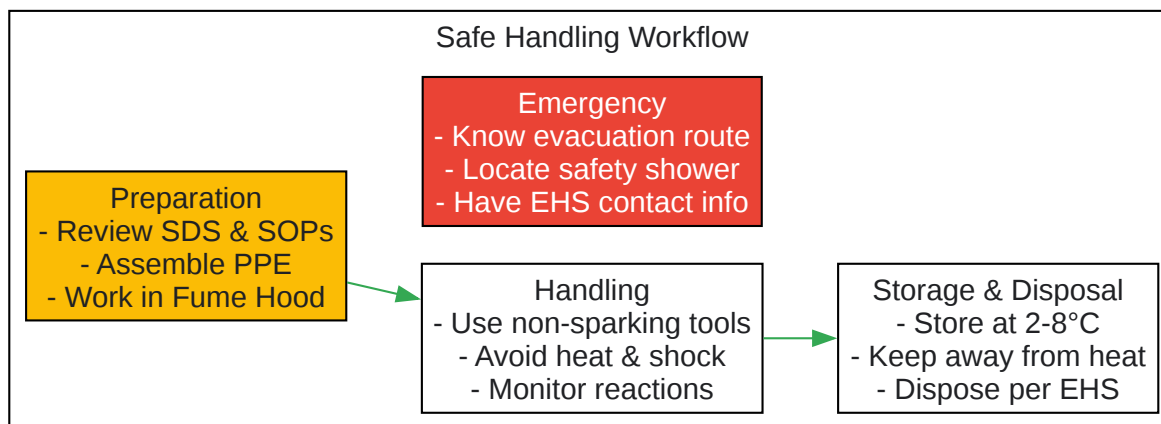 Safe Handling Workflow
Emergency
- Know evacuation route
- Locate safety shower
- Have EHS contact info
Preparation
- Review SDS & SOPs
- Assemble PPE
- Work in Fume Hood
Handling
- Use non-sparking tools
- Avoid heat & shock
- Monitor reactions
Storage & Disposal
- Store at 2-8°C
- Keep away from heat
- Dispose per EHS